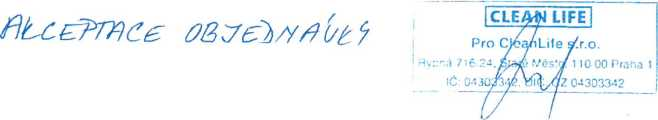 AKCEPTACE OBJEDNÁVKY
CLEAN LIFE
Pro CleanLife s.r.o.
Rybná 716/24, Staré Město, 110 00 Praha 1
IČ: 04303342, DIČ: CZ 04303342